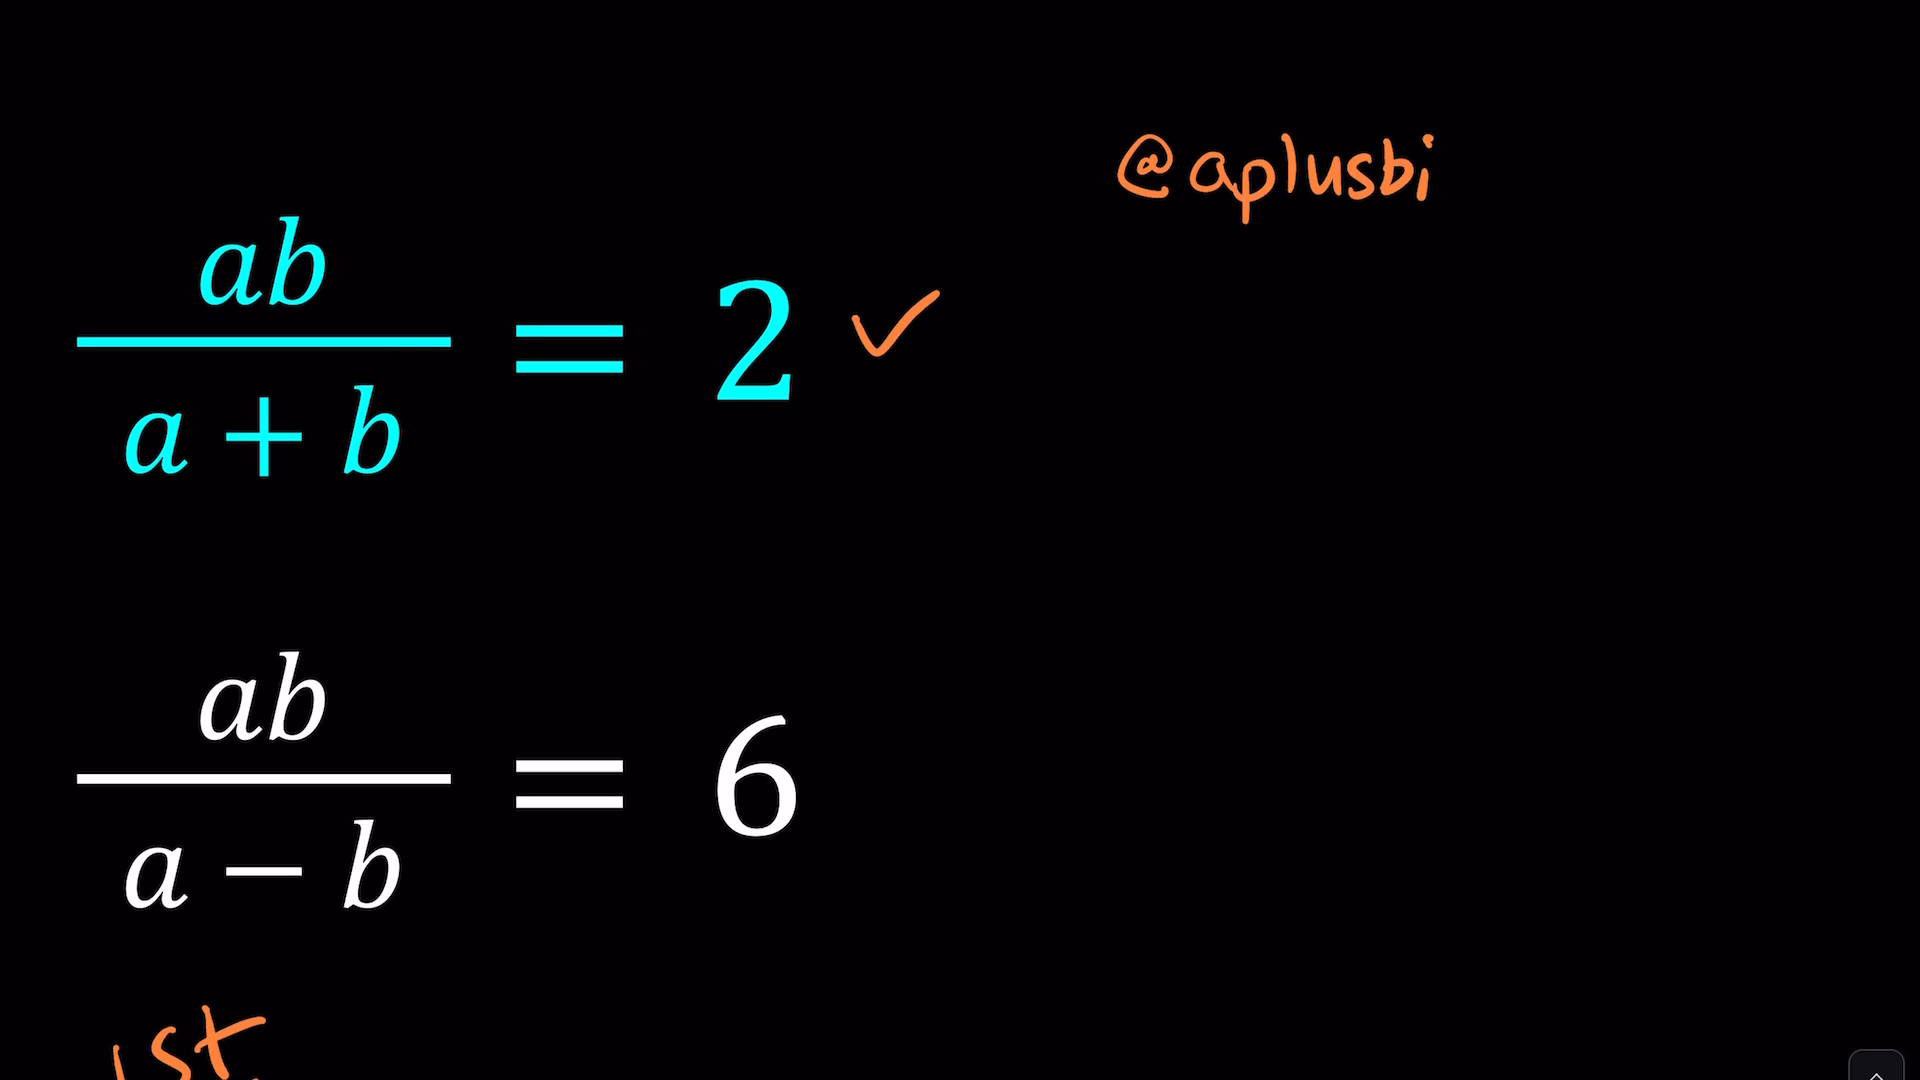 @aplusbi
ab
a + b
= 2 ✓
ab
a − b
= 6
1st